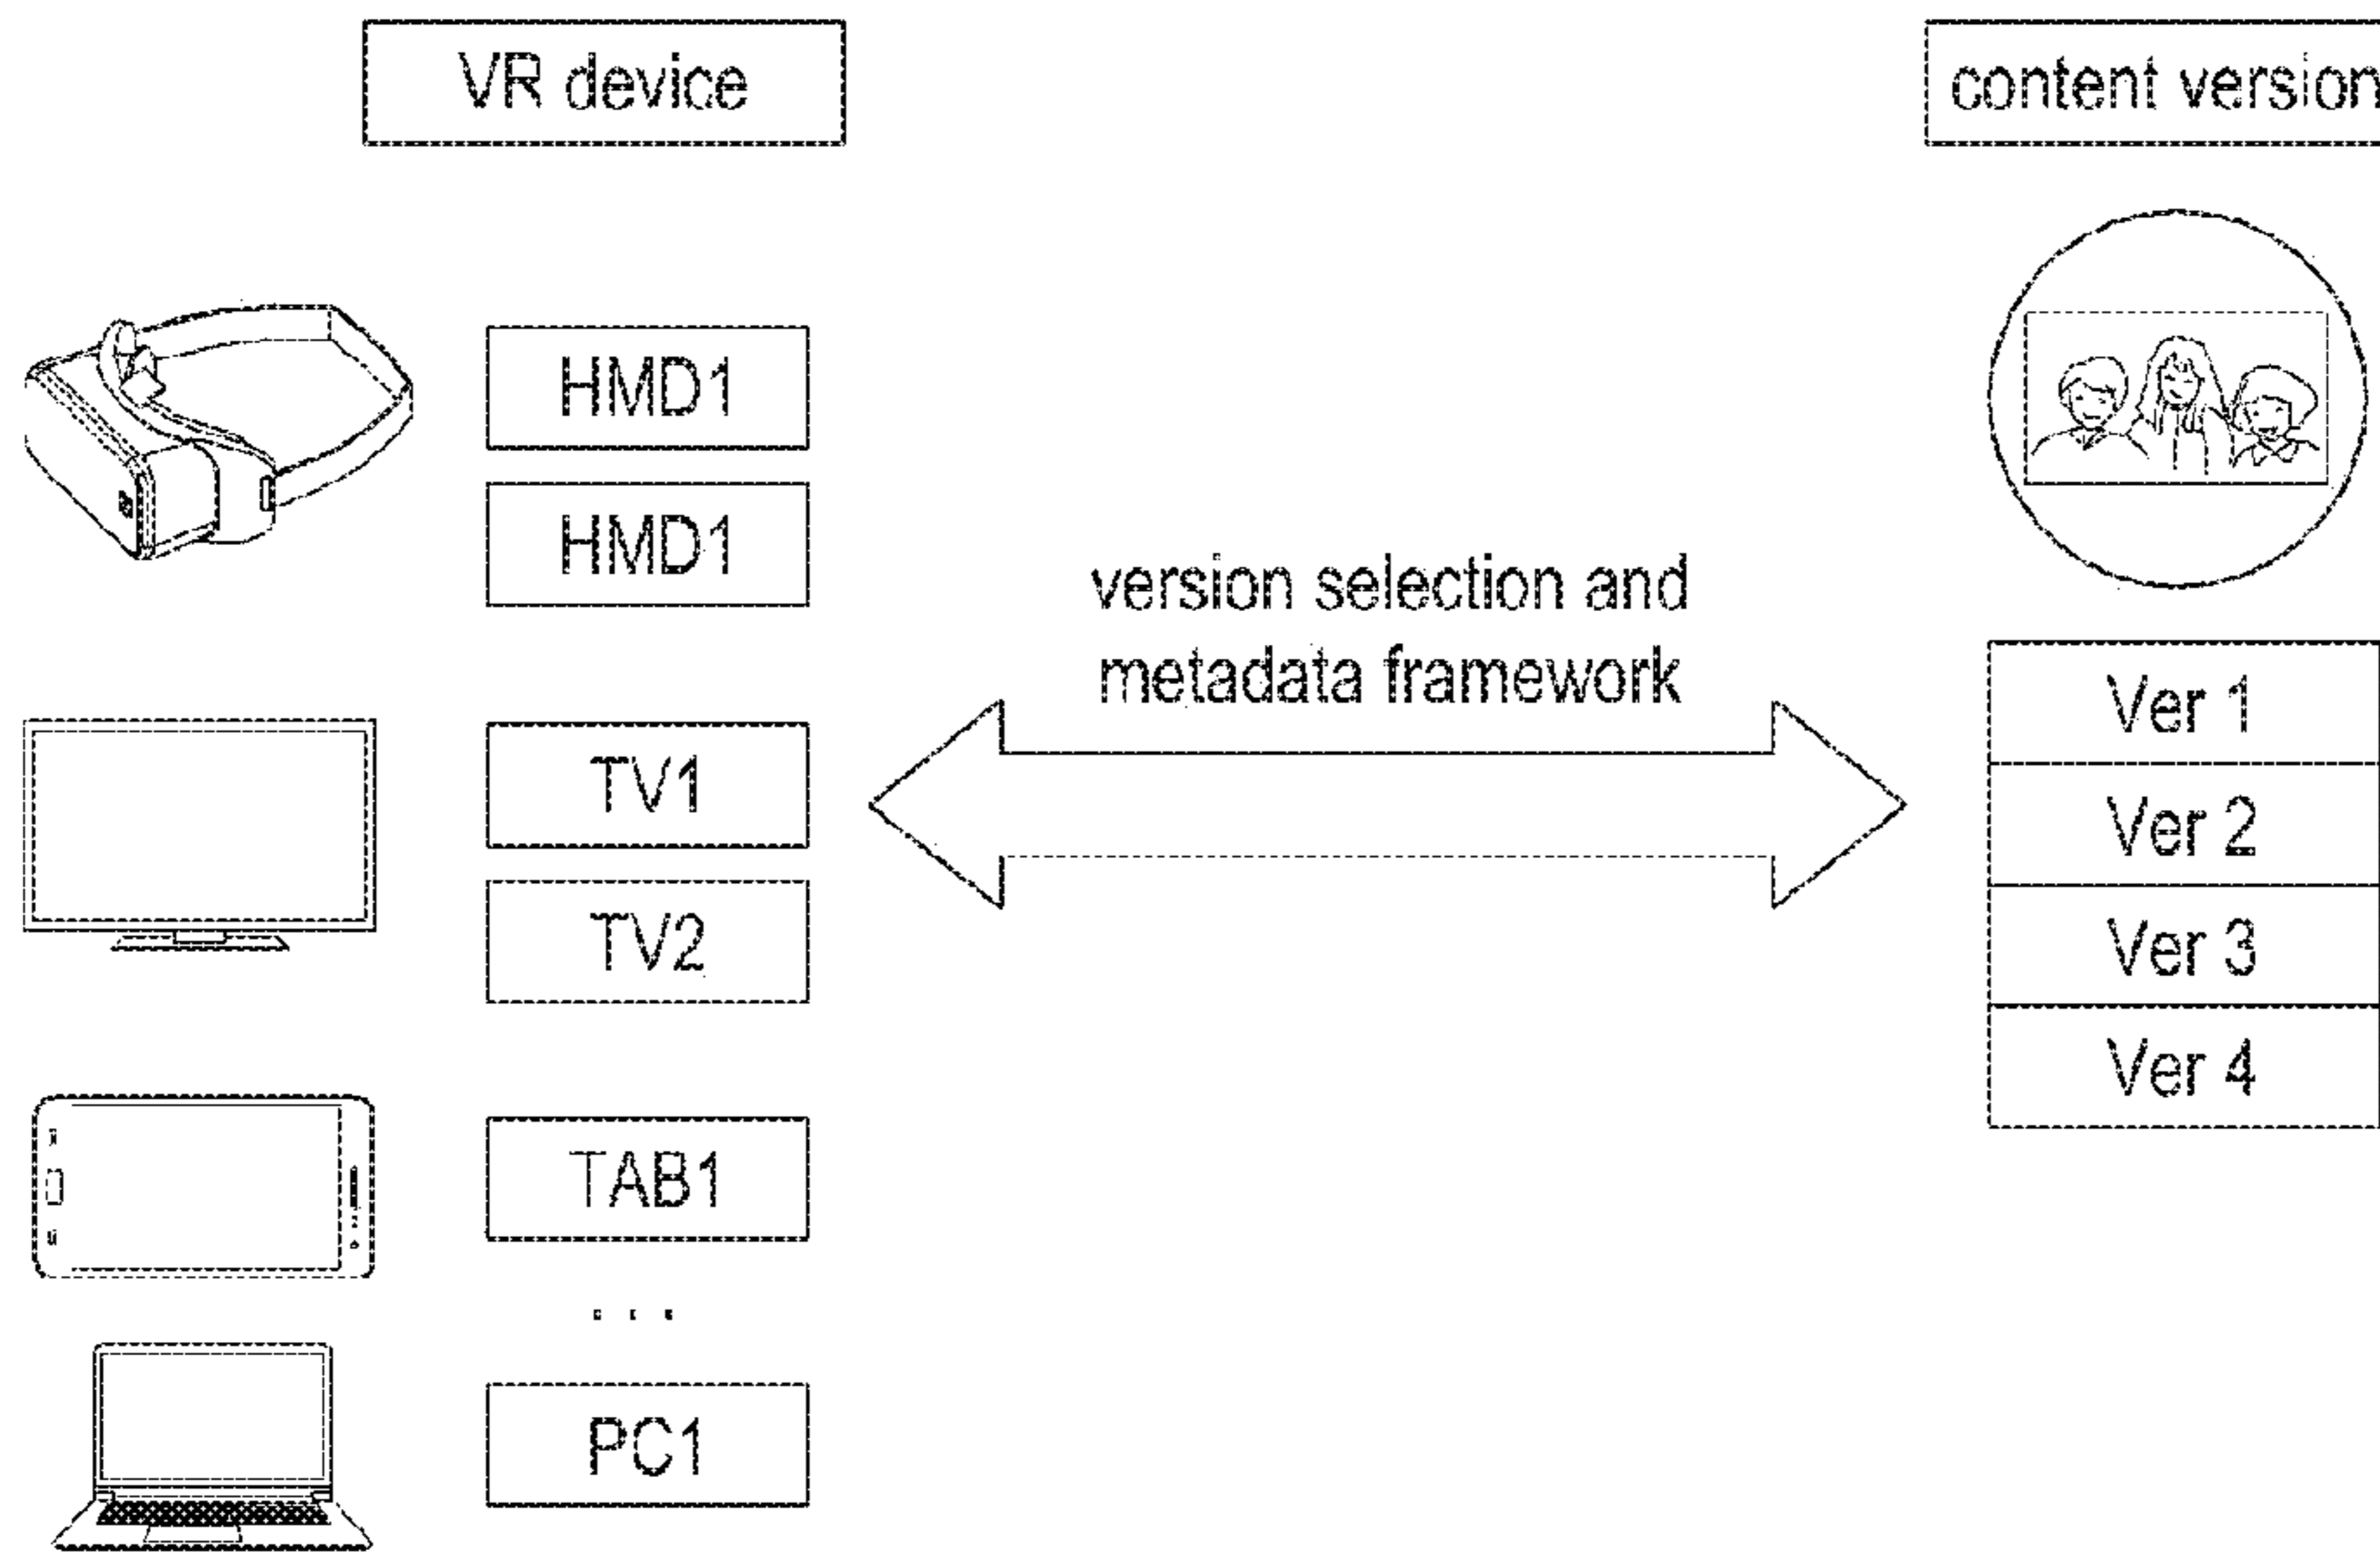 VR device
content version
HMD1
HMD1
version selection and
metadata framework
TV1
TV2
TAB1
...
PC1
Ver 1
Ver 2
Ver 3
Ver 4